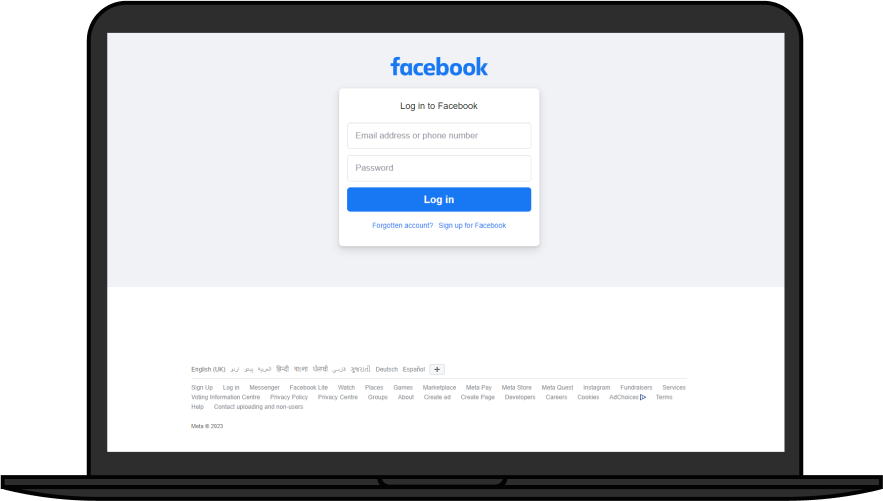 facebook
Log in to Facebook
Email address or phone number
Password
Log in
Forgotten account? Sign up for Facebook
English (UK) اردو پښتو العربية हिन्दी বাংলা ਪੰਜਾਬੀ فارسی ગુજરાતી Deutsch Español +
Sign Up Log in Messenger Facebook Lite Watch Places Games Marketplace Meta Pay Meta Store Meta Quest Instagram Fundraisers Services
Voting Information Centre Privacy Policy Privacy Centre Groups About Create ad Create Page Developers Careers Cookies AdChoices Terms
Help Contact uploading and non-users
Meta © 2023